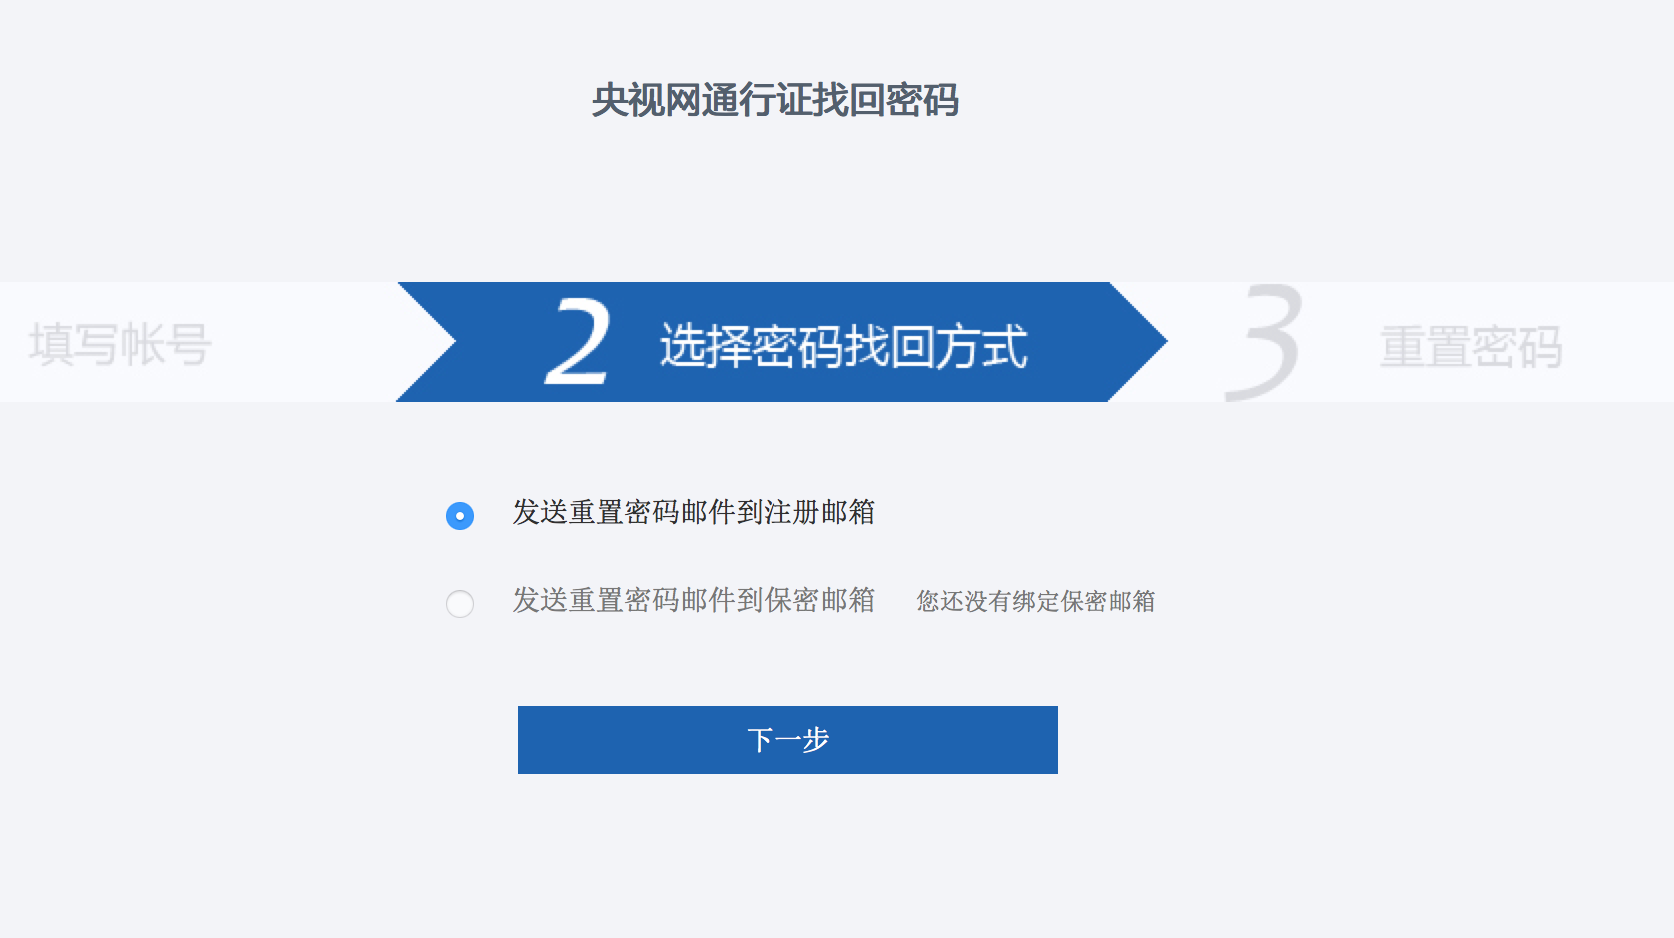 央视网通行证找回密码
填写帐号
2 选择密码找回方式
3 重置密码
发送重置密码邮件到注册邮箱
发送重置密码邮件到保密邮箱 您还没有绑定保密邮箱
下一步